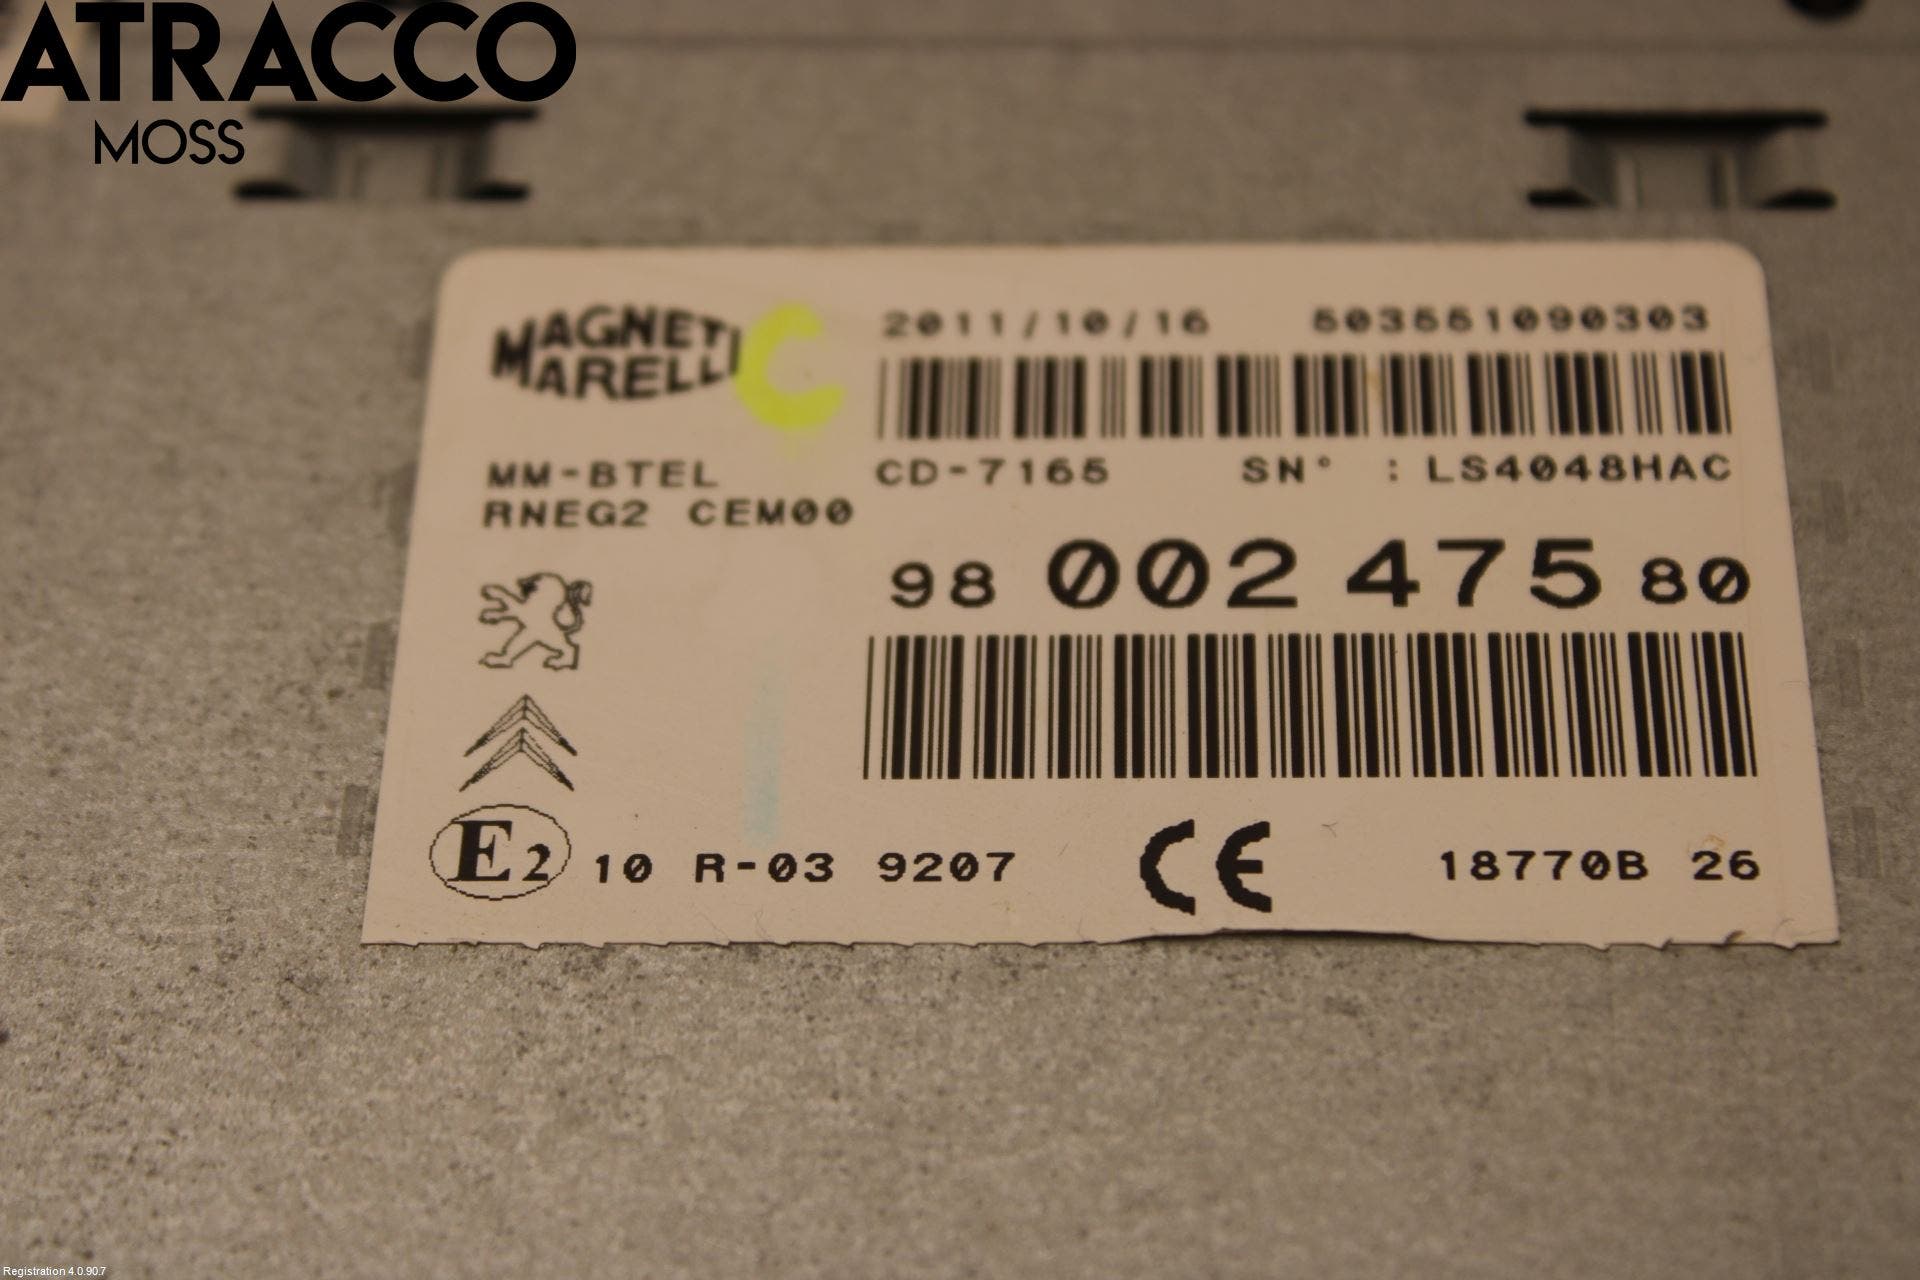 ATRACCO
MOSS
MAGNETI
MARELLI
C
2011/10/16 503551090303
MM-BTEL
RNEG2 CEM00
CD-7165 SN° : LS4048HAC
98 002 475 80
E2 10 R-03 9207 CE 18770B 26
Registration 4.0.90.7